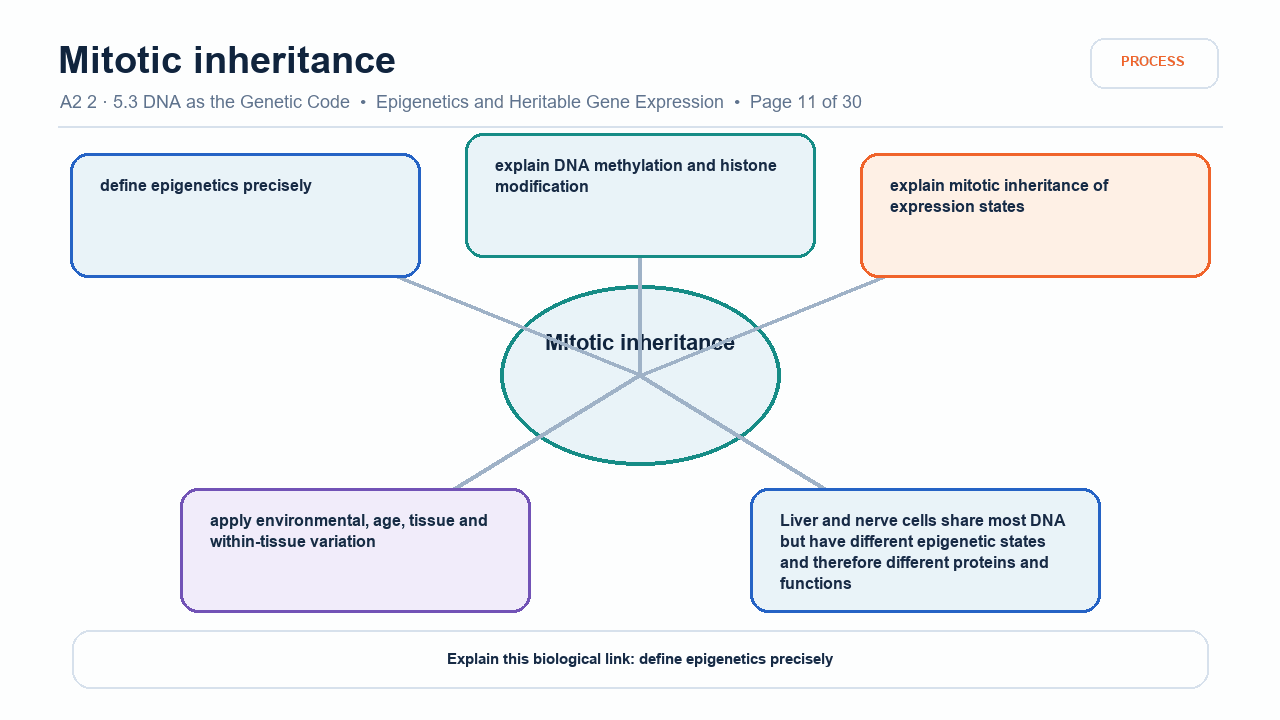 Mitotic inheritance
PROCESS
A2 2 · 5.3 DNA as the Genetic Code • Epigenetics and Heritable Gene Expression • Page 11 of 30
define epigenetics precisely
explain DNA methylation and histone
modification
explain mitotic inheritance of
expression states
Mitotic inheritance
apply environmental, age, tissue and
within-tissue variation
Liver and nerve cells share most DNA
but have different epigenetic states
and therefore different proteins and
functions
Explain this biological link: define epigenetics precisely